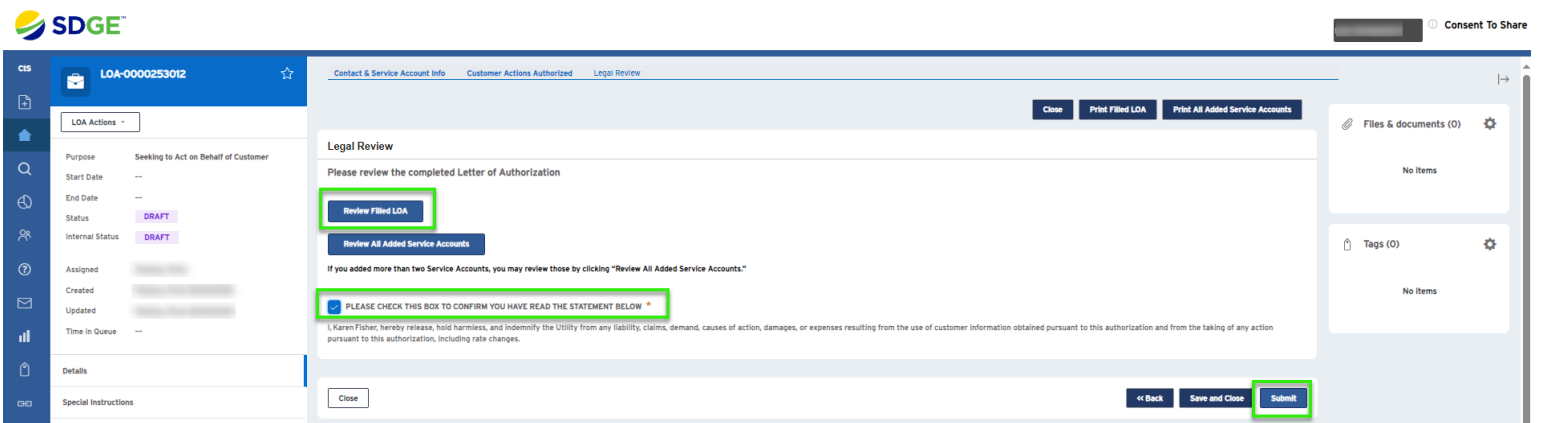 SDGE™
Consent To Share
CtS
LOA-0000253012
LOA Actions
Purpose Seeking to Act on Behalf of Customer
Start Date --
End Date --
Status DRAFT
Internal Status DRAFT
Assigned
Created
Updated
Time in Queue --
Details
Special Instructions
Contact & Service Account Info Customer Actions Authorized Legal Review
Close Print Filled LOA Print All Added Service Accounts
Legal Review
Please review the completed Letter of Authorization
Review Filled LOA
Review All Added Service Accounts
If you added more than two Service Accounts, you may review those by clicking “Review All Added Service Accounts.”
PLEASE CHECK THIS BOX TO CONFIRM YOU HAVE READ THE STATEMENT BELOW *
I, Karen Fisher, hereby release, hold harmless, and indemnify the Utility from any liability, claims, demand, causes of action, damages, or expenses resulting from the use of customer information obtained pursuant to this authorization and from the taking of any action
pursuant to this authorization, including rate changes.
Close << Back Save and Close Submit
Files & documents (0)
No items
Tags (0)
No items